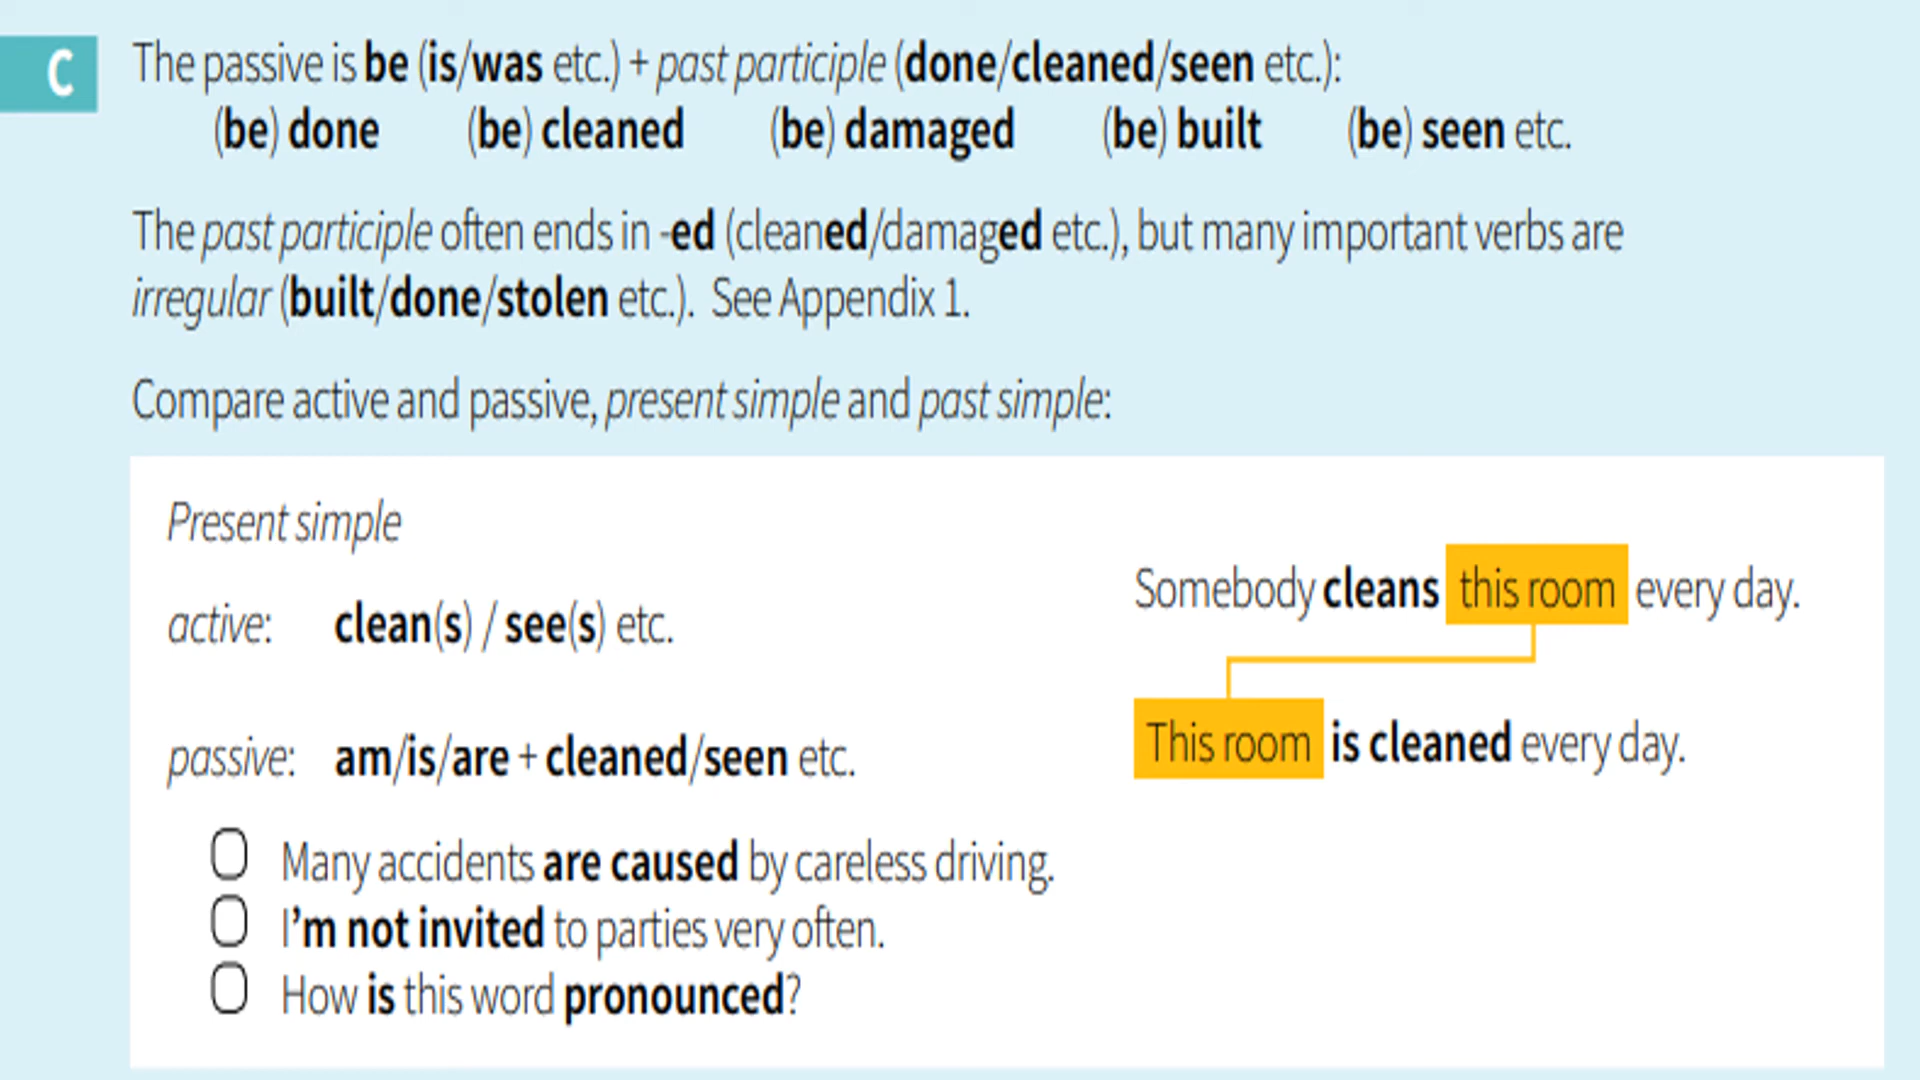 C
The passive is be (is/was etc.) + past participle (done/cleaned/seen etc.):
(be) done (be) cleaned (be) damaged (be) built (be) seen etc.
The past participle often ends in -ed (cleaned/damaged etc.), but many important verbs are
irregular (built/done/stolen etc.). See Appendix 1.
Compare active and passive, present simple and past simple:
Present simple
active: clean(s) / see(s) etc.
Somebody cleans this room every day.
passive: am/is/are + cleaned/seen etc.
This room is cleaned every day.
Many accidents are caused by careless driving.
I'm not invited to parties very often.
How is this word pronounced?